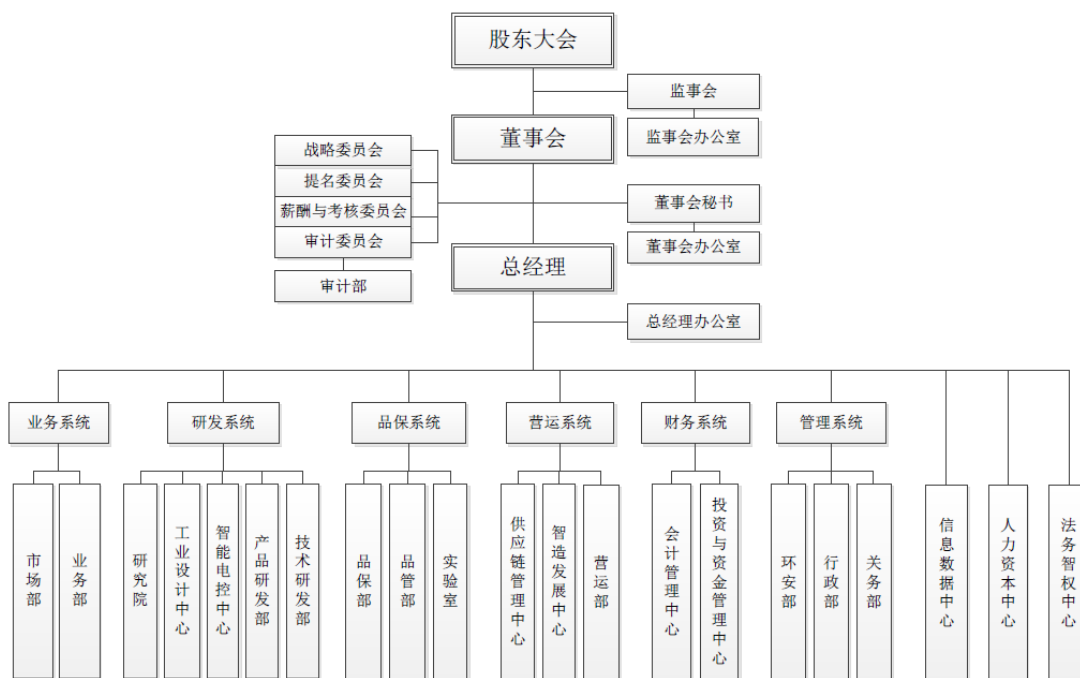 股东大会
监事会
董事会
监事会办公室
战略委员会
提名委员会
薪酬与考核委员会
审计委员会
审计部
董事会秘书
董事会办公室
总经理
总经理办公室
业务系统
研发系统
品保系统
营运系统
财务系统
管理系统
市场部
业务部
研究院
工业设计中心
智能电控中心
产品研发部
技术研发部
品保部
品管部
实验室
供应链管理中心
智造发展中心
营运部
会计管理中心
投资与资金管理中心
环安部
行政部
关务部
信息数据中心
人力资本中心
法务智权中心